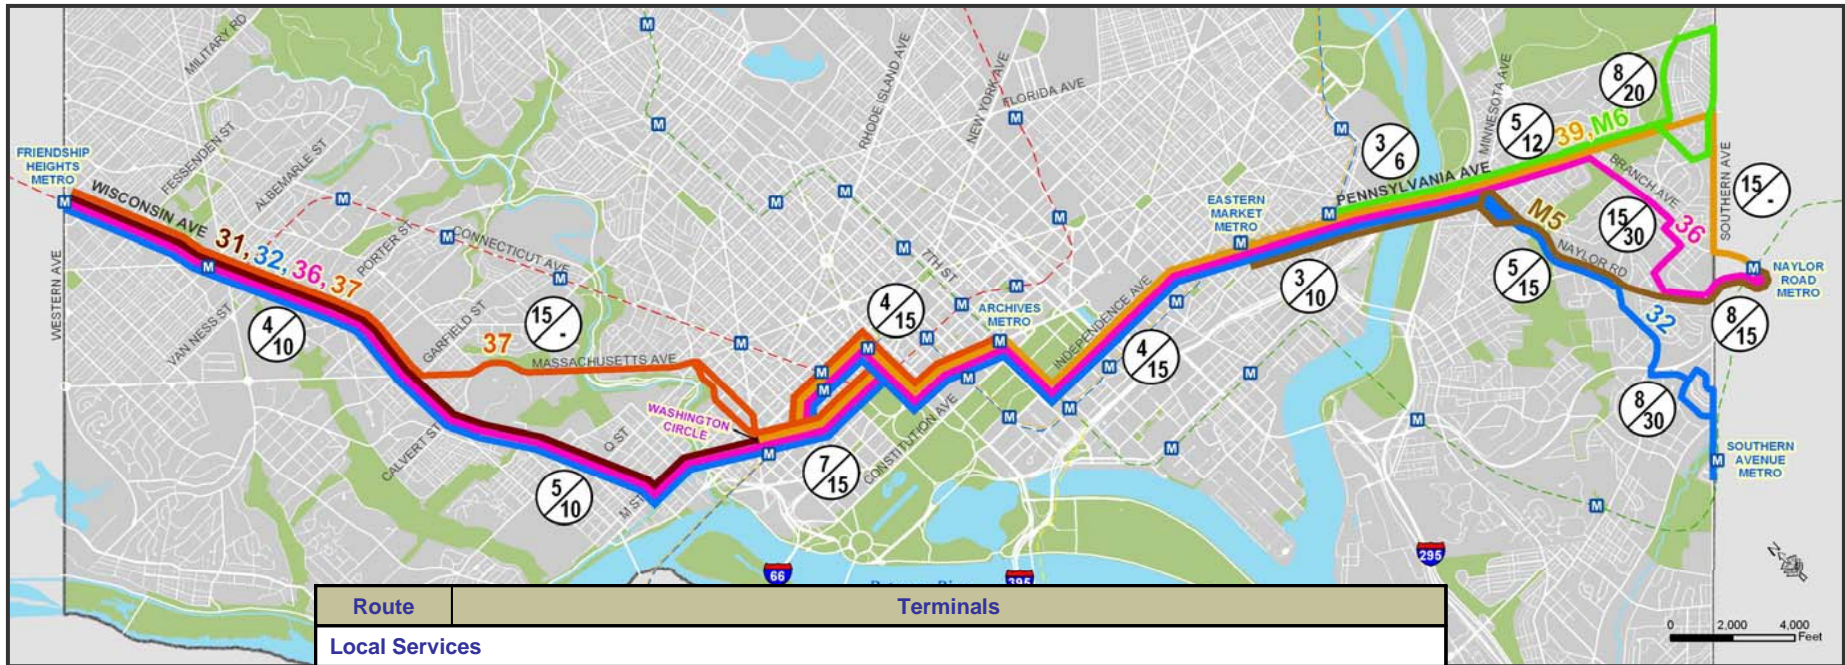 MILITARY RD
RHODE ISLAND AVE
NEW YORK AVE
FLORIDA AVE
MINNESOTA AVE
8
20
5
12
39, M6
3
6
FRIENDSHIP
HEIGHTS
METRO
FESSENDEN ST
ALBEMARLE ST
WISCONSIN AVE
PENNSYLVANIA AVE
BRANCH AVE
SOUTHERN AVE
15
-
EASTERN
MARKET
METRO
M5
15
30
36
31, 32, 36, 37
PORTER ST
CONNECTICUT AVE
7TH ST
NAYLOR RD
NAYLOR
ROAD
METRO
WESTERN AVE
VAN NESS ST
4
10
GARFIELD ST
15
-
4
15
ARCHIVES
METRO
INDEPENDENCE AVE
3
10
5
15
32
8
15
37
MASSACHUSETTS AVE
4
15
WASHINGTON
CIRCLE
Q ST
CALVERT ST
CONSTITUTION AVE
8
30
5
10
M ST
7
15
SOUTHERN
AVENUE
METRO
M
66
395
295
N
0 2,000 4,000
Feet
Route Terminals
Local Services